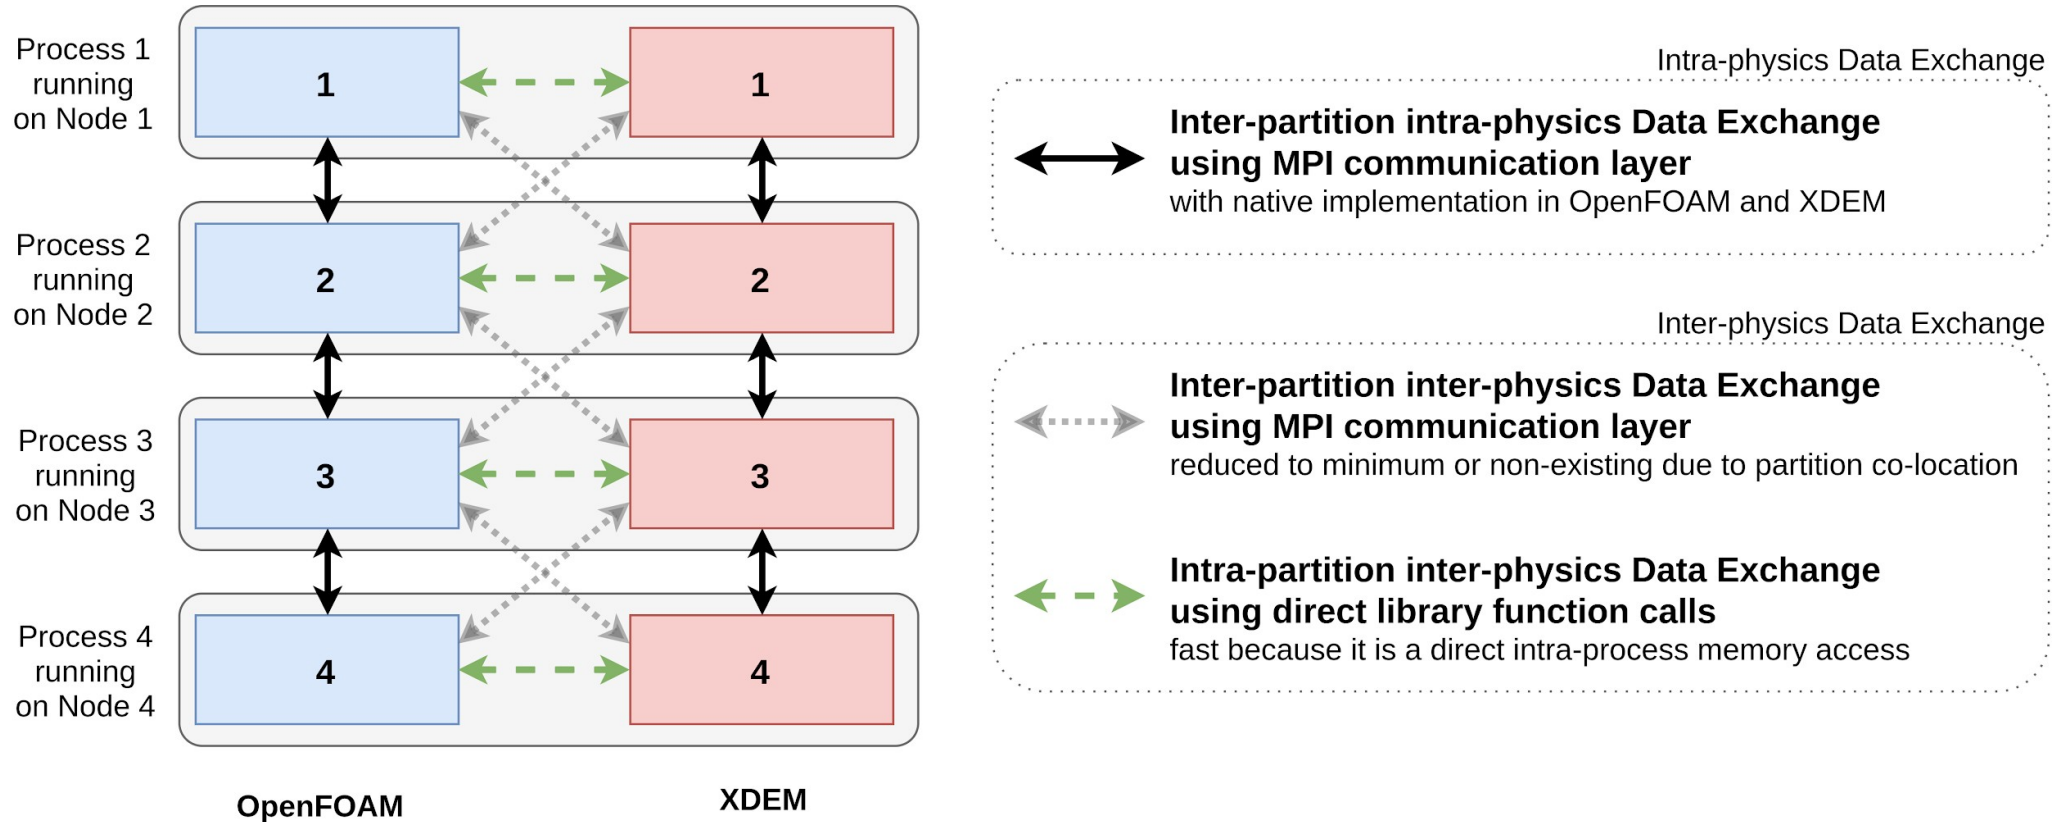 Process 1
running
on Node 1
1
1
Process 2
running
on Node 2
2
2
Process 3
running
on Node 3
3
3
Process 4
running
on Node 4
4
4
OpenFOAM
XDEM
Intra-physics Data Exchange
Inter-partition intra-physics Data Exchange
using MPI communication layer
with native implementation in OpenFOAM and XDEM
Inter-physics Data Exchange
Inter-partition inter-physics Data Exchange
using MPI communication layer
reduced to minimum or non-existing due to partition co-location
Intra-partition inter-physics Data Exchange
using direct library function calls
fast because it is a direct intra-process memory access